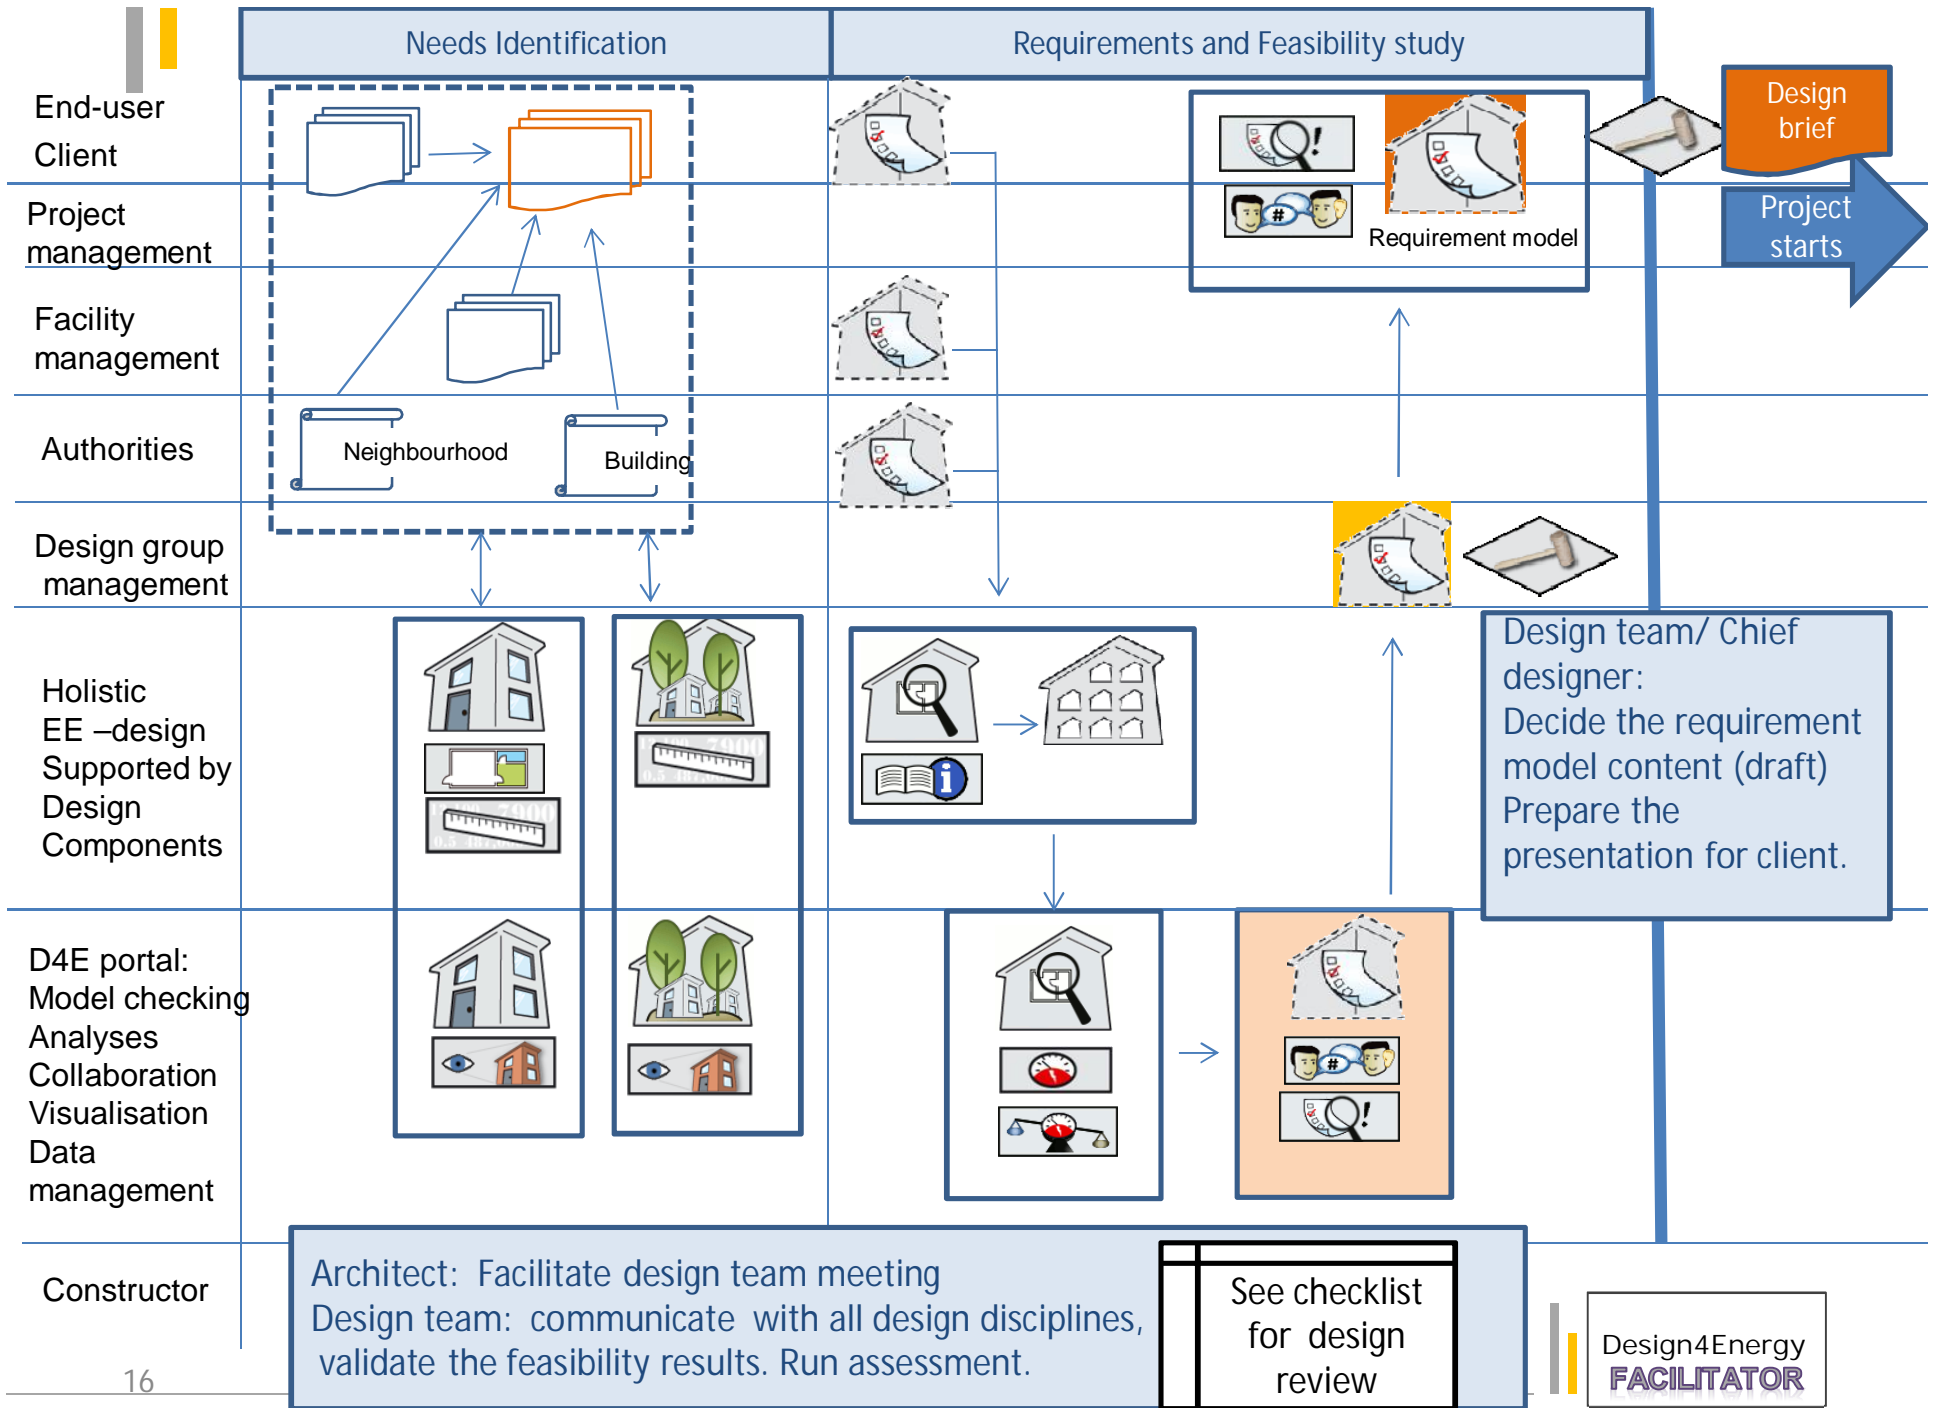 Needs Identification
Requirements and Feasibility study
End-user
Client
Design
brief
Project
management
Requirement model
Project
starts
Facility
management
Authorities
Neighbourhood
Building
Design group
management
Holistic
EE –design
Supported by
Design
Components
Design team/ Chief
designer:
Decide the requirement
model content (draft)
Prepare the
presentation for client.
D4E portal:
Model checking
Analyses
Collaboration
Visualisation
Data
management
Constructor
Architect: Facilitate design team meeting
Design team: communicate with all design disciplines,
validate the feasibility results. Run assessment.
See checklist
for design
review
Design4Energy
FACILITATOR
16